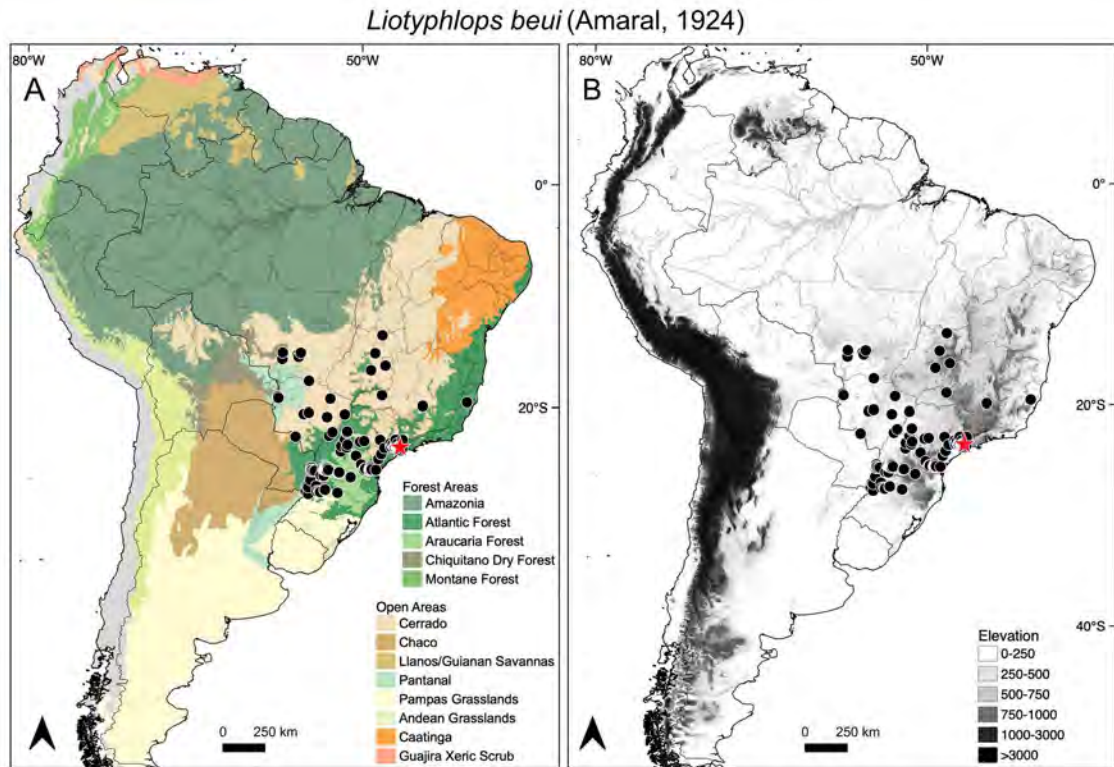 Liotyphlops beui (Amaral, 1924)
A
80°W
50°W
0°
20°S
40°S
Forest Areas
Amazonia
Atlantic Forest
Araucaria Forest
Chiquitano Dry Forest
Montane Forest
Open Areas
Cerrado
Chaco
Llanos/Guianan Savannas
Pantanal
Pampas Grasslands
Andean Grasslands
Caatinga
Guajira Xeric Scrub
0 250 km
B
80°W
50°W
0°
20°S
40°S
Elevation
0-250
250-500
500-750
750-1000
1000-3000
>3000
0 250 km